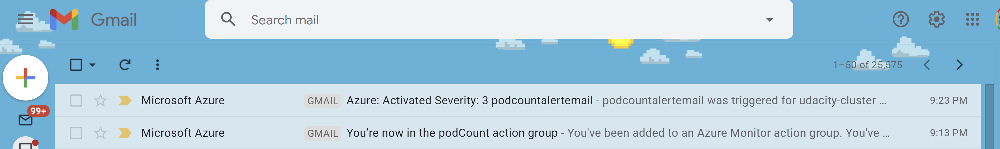 Gmail
Search mail
1–50 of 25,575
Microsoft Azure GMAIL Azure: Activated Severity: 3 podcountalertemail - podcountalertemail was triggered for udacity-cluster ... 9:23 PM
99+
Microsoft Azure GMAIL You’re now in the podCount action group - You've been added to an Azure Monitor action group. You've ... 9:13 PM